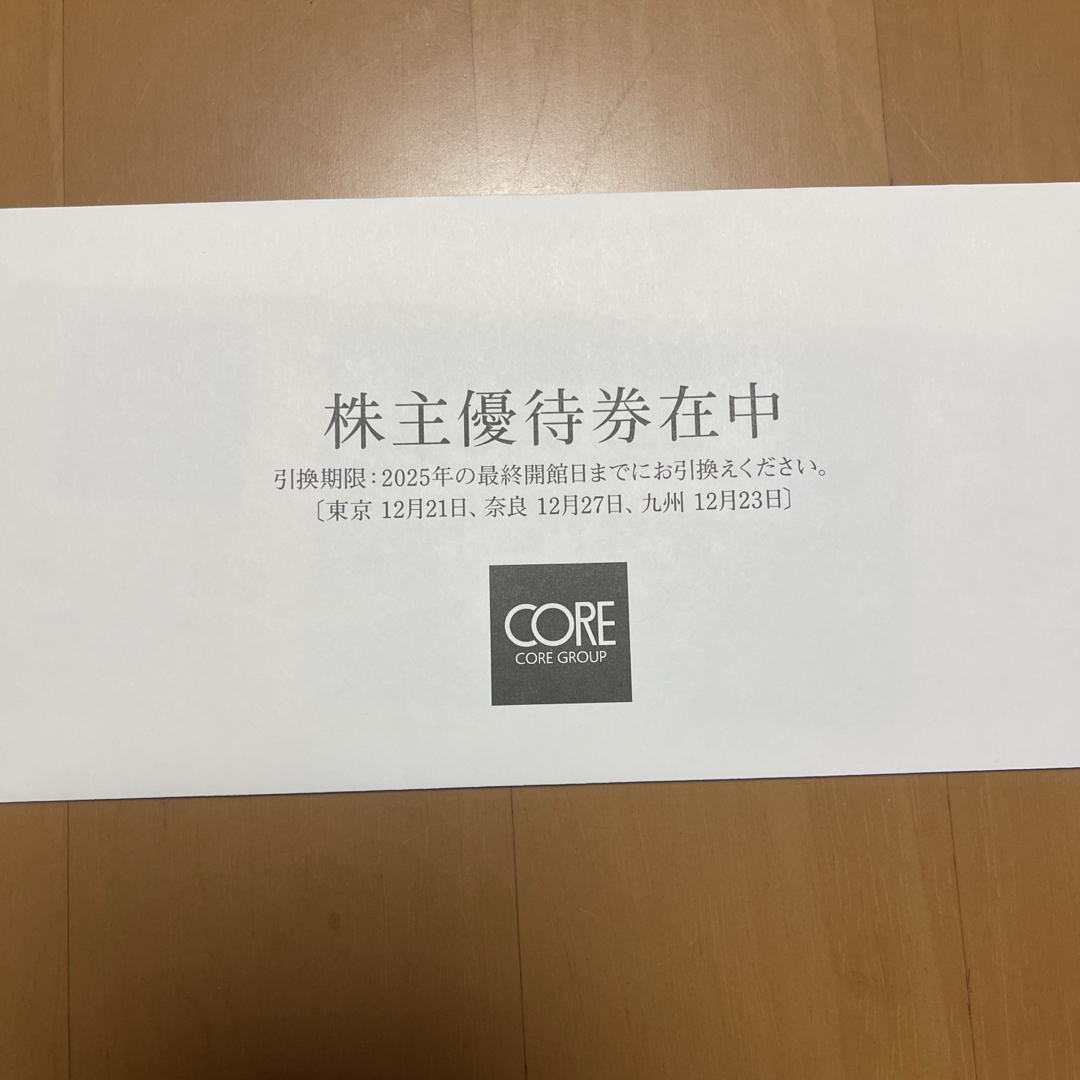 株主優待券在中
引換期限：2025年の最終開館日までにお引換えください。
〔東京 12月21日、奈良 12月27日、九州 12月23日〕
CORE
CORE GROUP